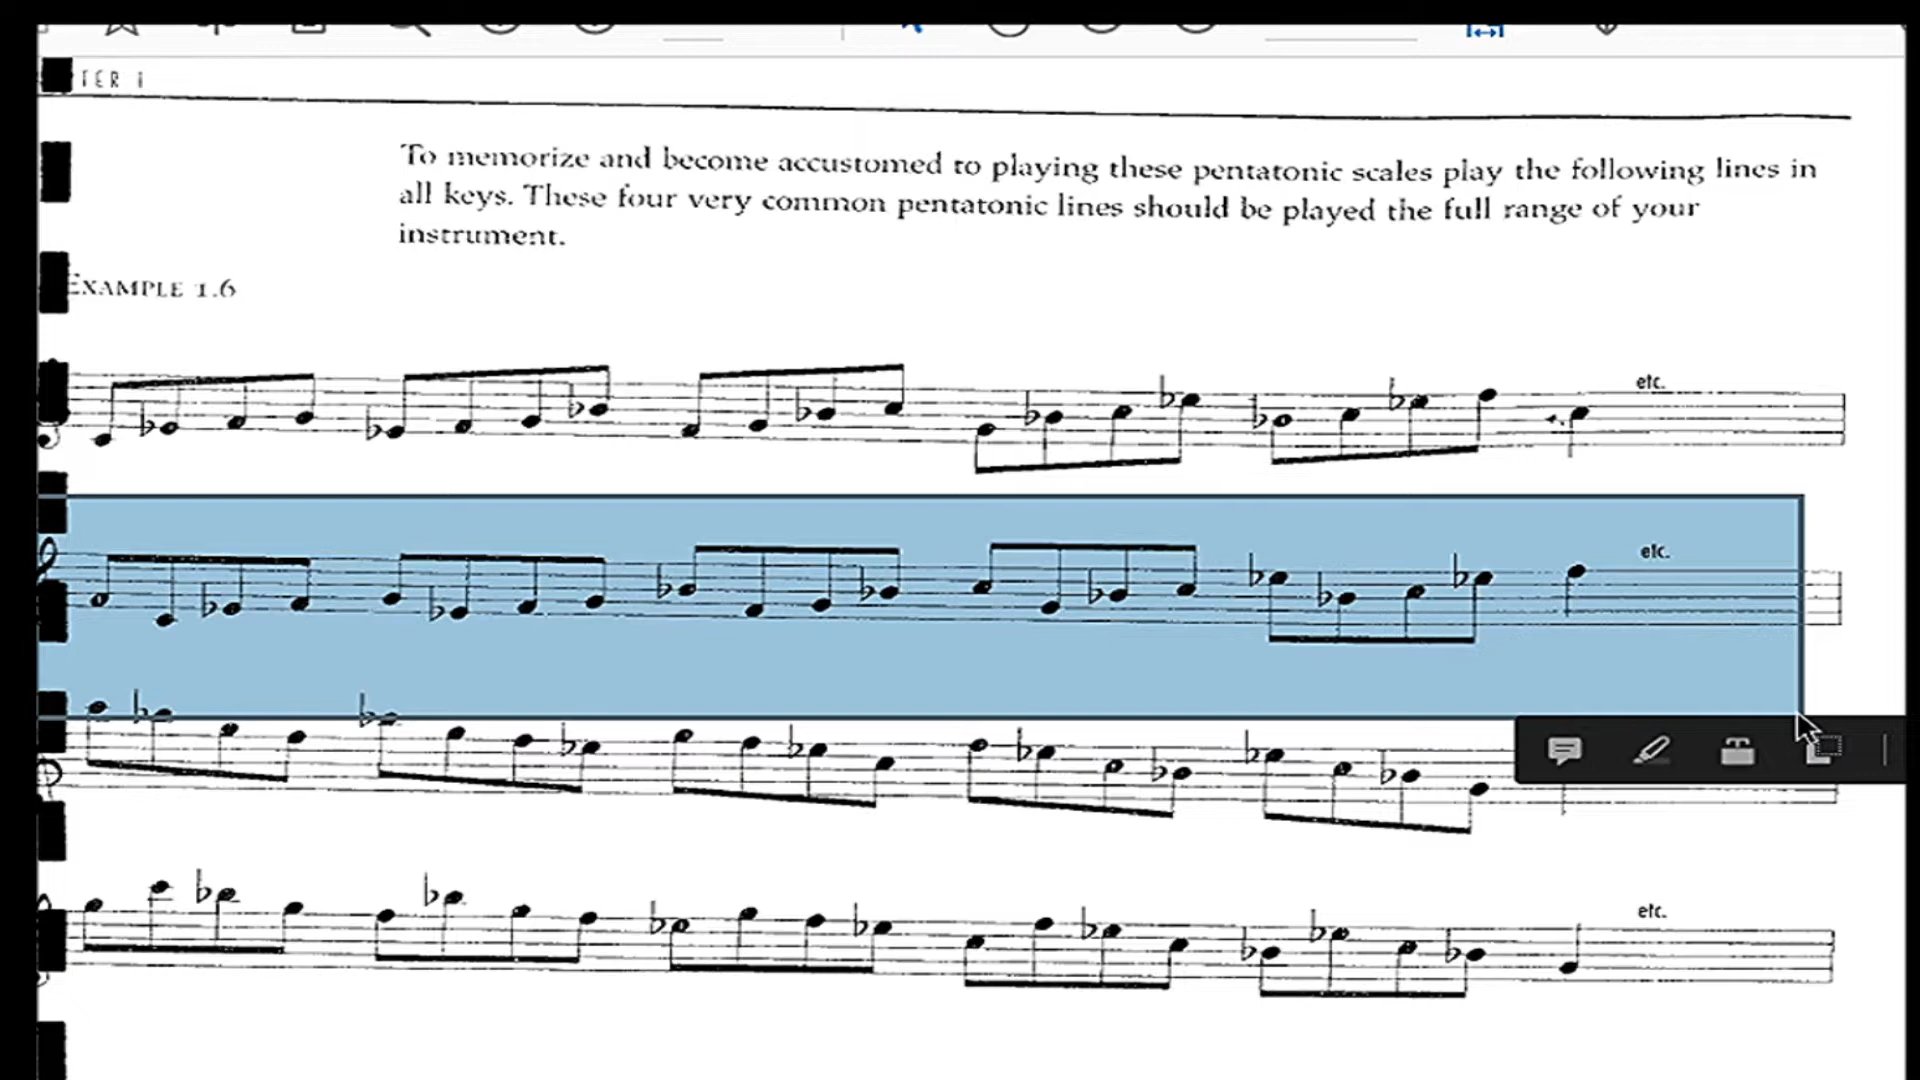 TER 1
To memorize and become accustomed to playing these pentatonic scales play the following lines in
all keys. These four very common pentatonic lines should be played the full range of your
instrument.
EXAMPLE 1.6
etc.
etc.
etc.